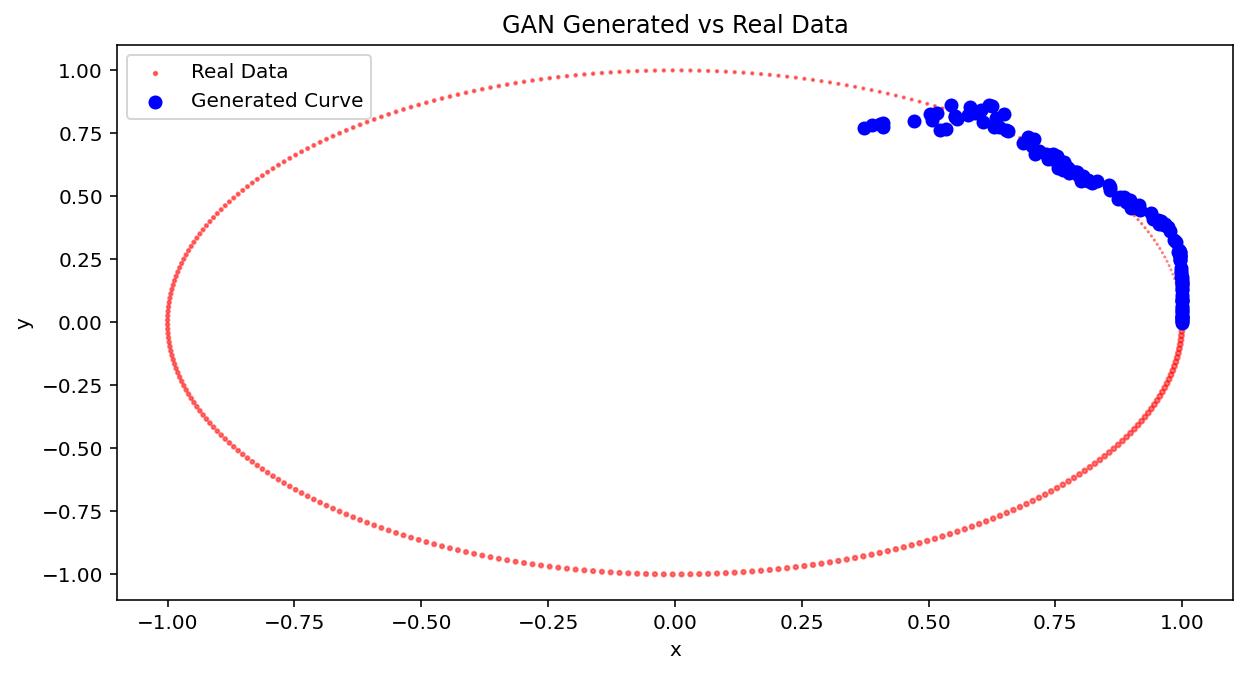 GAN Generated vs Real Data
Real Data
Generated Curve
1.00
0.75
0.50
0.25
0.00
−0.25
−0.50
−0.75
−1.00
y
−1.00 −0.75 −0.50 −0.25 0.00 0.25 0.50 0.75 1.00
x